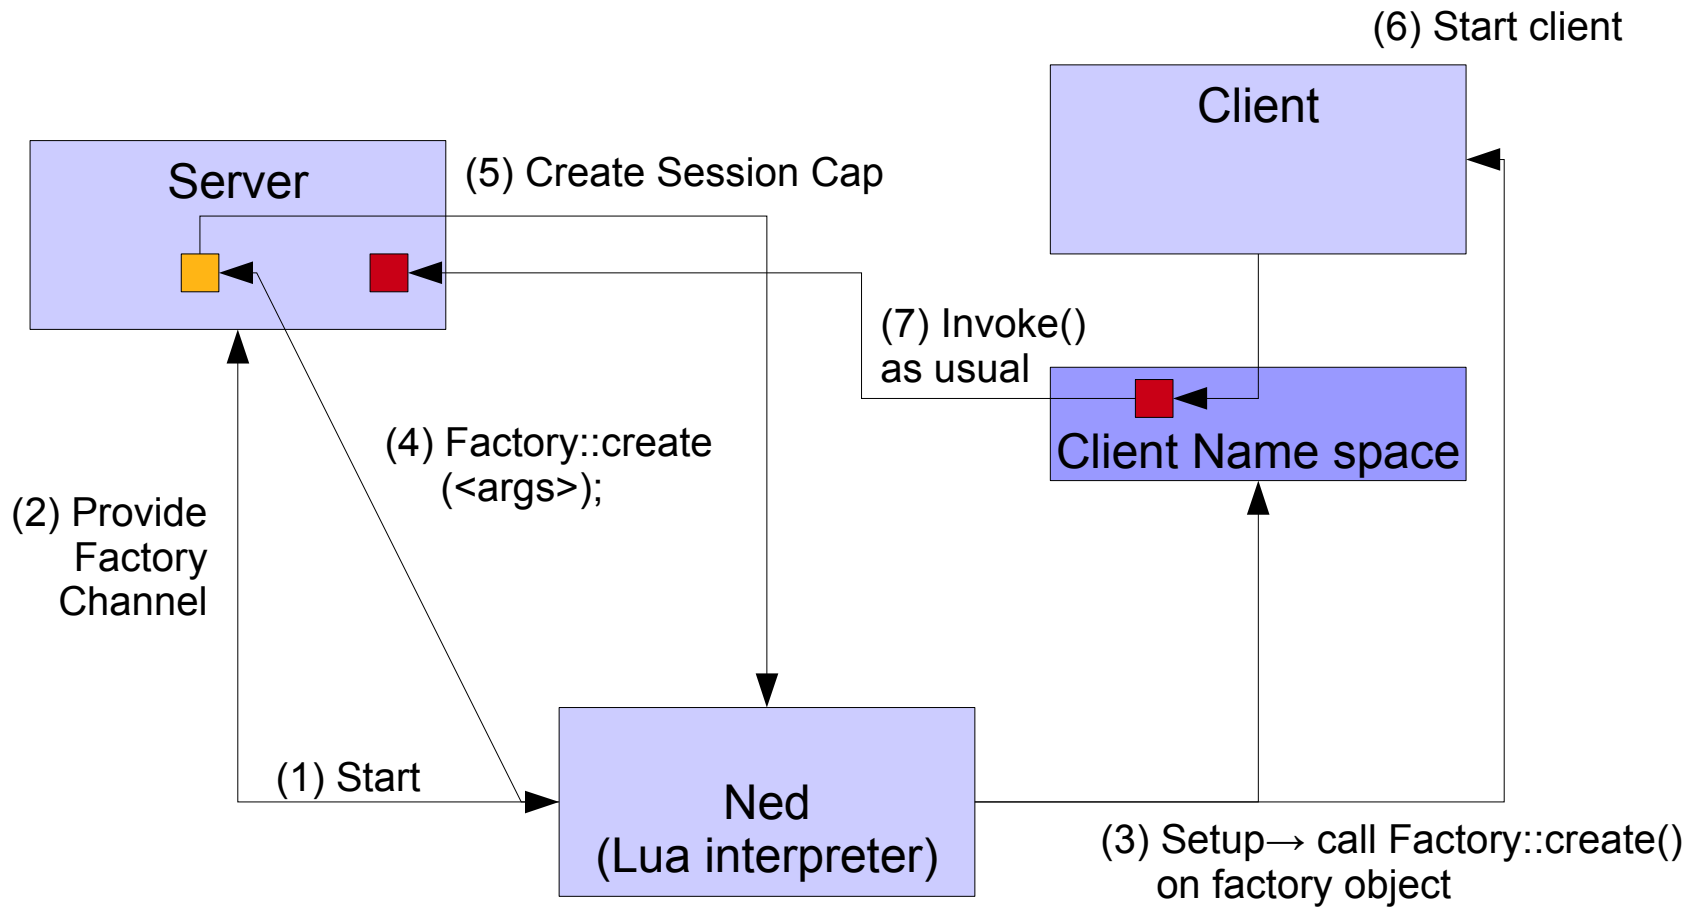 (6) Start client
Client
Server
(5) Create Session Cap
(7) Invoke()
as usual
Client Name space
(4) Factory::create
(<args>);
(2) Provide
Factory
Channel
(1) Start
Ned
(Lua interpreter)
(3) Setup→ call Factory::create()
on factory object